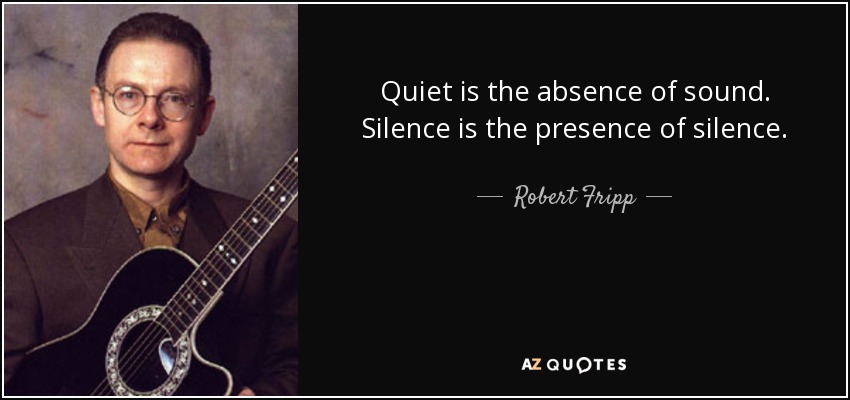 Quiet is the absence of sound.
Silence is the presence of silence.
Robert Fripp
AZ QUOTES